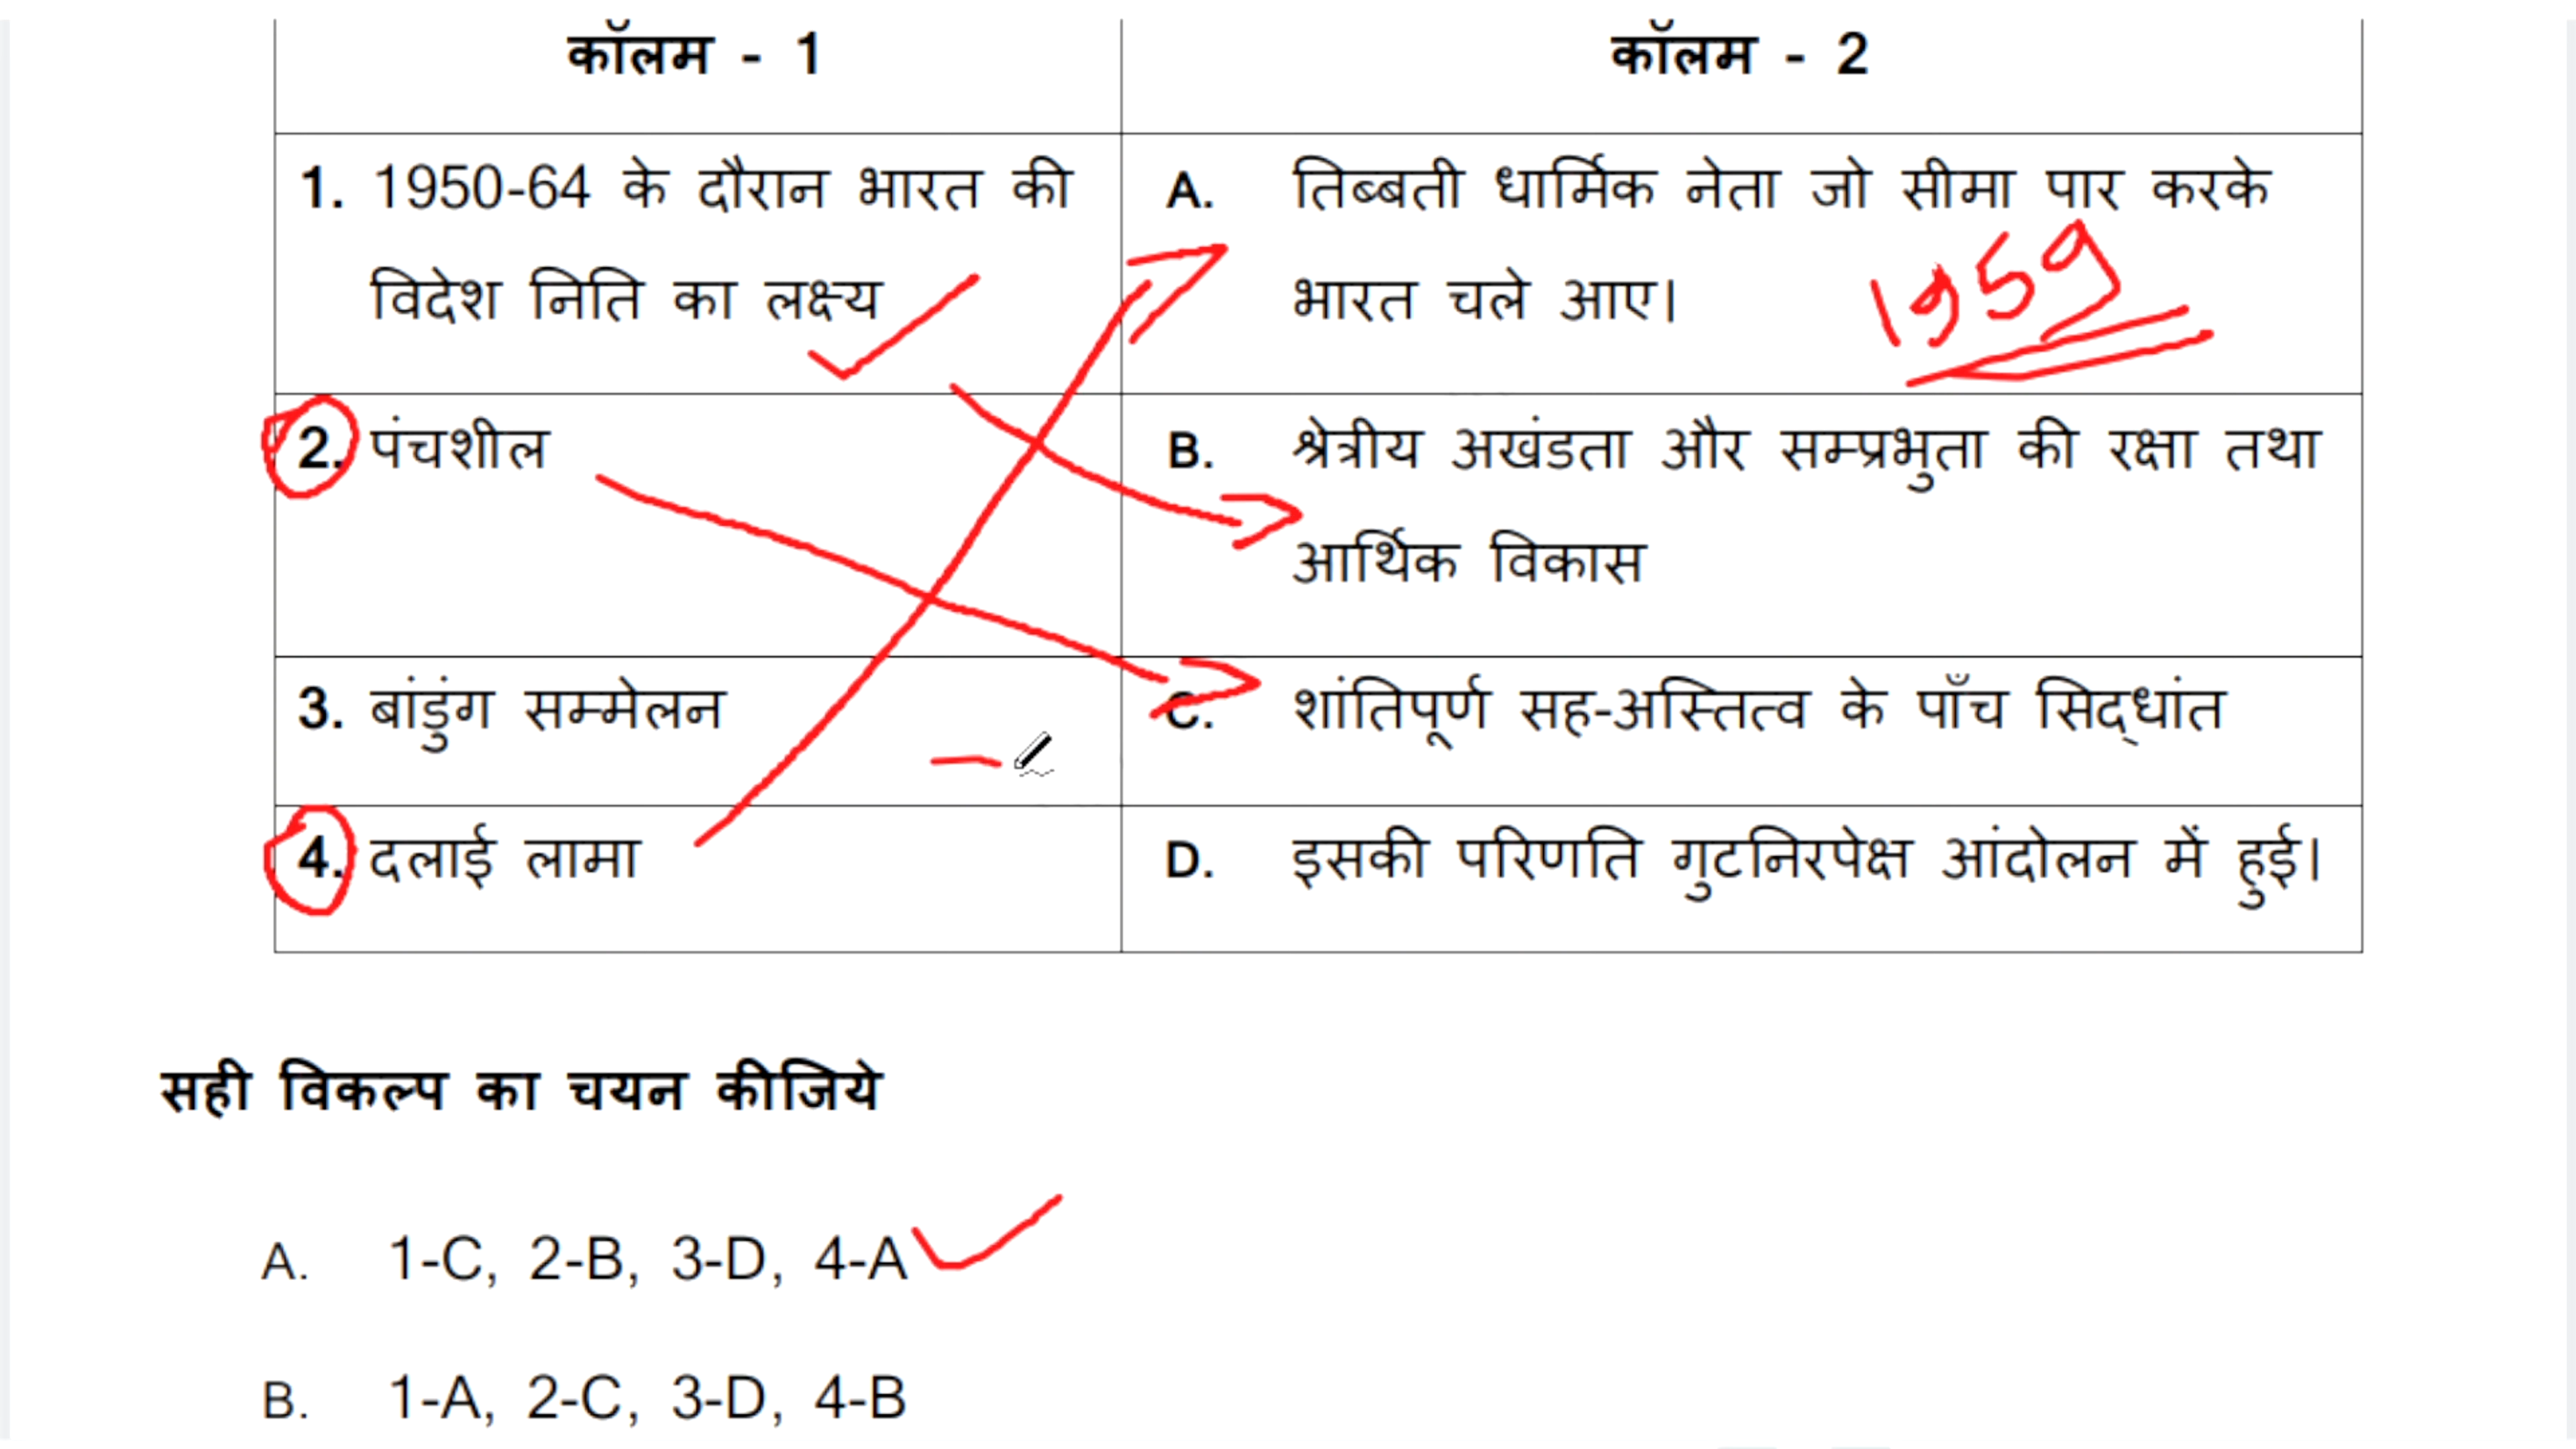 कॉलम - 1
कॉलम - 2
1. 1950-64 के दौरान भारत की
विदेश निति का लक्ष्य
A. तिब्बती धार्मिक नेता जो सीमा पार करके
भारत चले आए।
1959
2. पंचशील
B. श्रेत्रीय अखंडता और सम्प्रभुता की रक्षा तथा
आर्थिक विकास
3. बांडुंग सम्मेलन
C. शांतिपूर्ण सह-अस्तित्व के पाँच सिद्धांत
4. दलाई लामा
D. इसकी परिणति गुटनिरपेक्ष आंदोलन में हुई।
सही विकल्प का चयन कीजिये
A. 1-C, 2-B, 3-D, 4-A
B. 1-A, 2-C, 3-D, 4-B